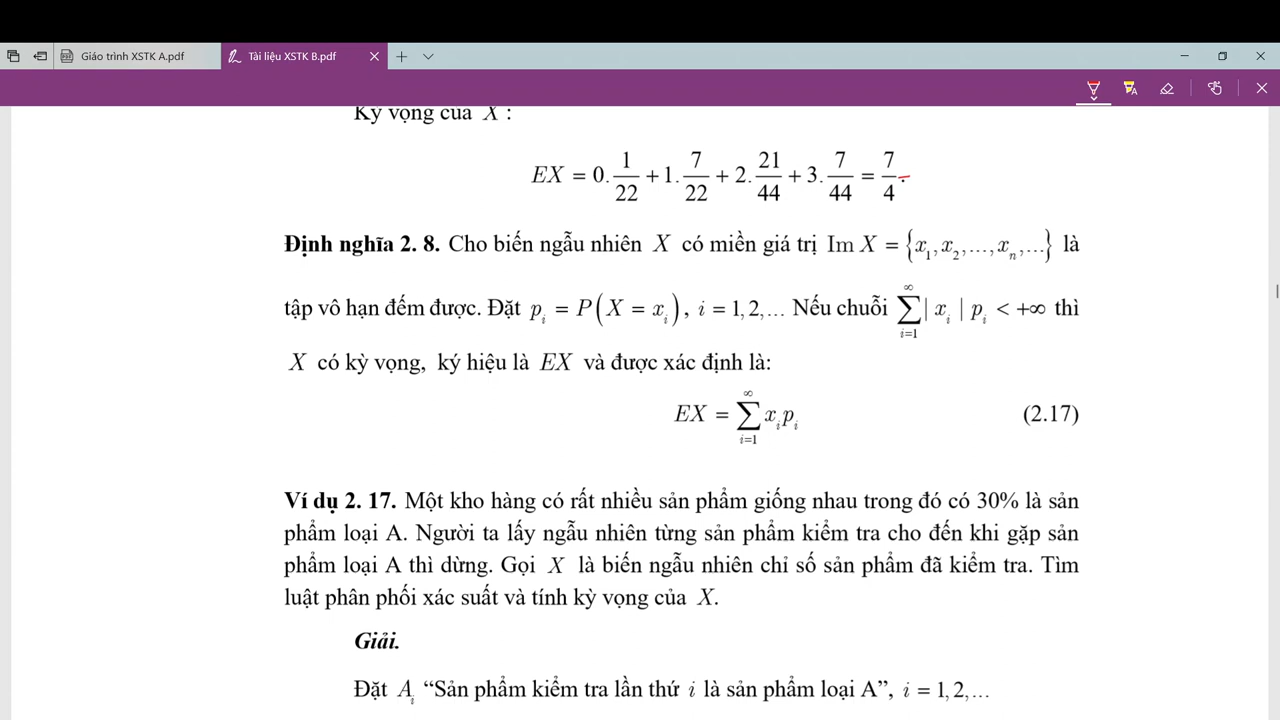 Giáo trình XSTK A.pdf
Tài liệu XSTK B.pdf
Kỳ vọng của X :
EX = 0. 1/22 + 1. 7/22 + 2. 21/44 + 3. 7/44 = 7/4.
Định nghĩa 2. 8. Cho biến ngẫu nhiên X có miền giá trị Im X = {x₁, x₂, ..., xₙ, ...} là
tập vô hạn đếm được. Đặt pᵢ = P(X = xᵢ), i = 1, 2, ... Nếu chuỗi ∑_{i=1}^{∞} | xᵢ | pᵢ < +∞ thì
X có kỳ vọng, ký hiệu là EX và được xác định là:
EX = ∑_{i=1}^{∞} xᵢpᵢ (2.17)
Ví dụ 2. 17. Một kho hàng có rất nhiều sản phẩm giống nhau trong đó có 30% là sản
phẩm loại A. Người ta lấy ngẫu nhiên từng sản phẩm kiểm tra cho đến khi gặp sản
phẩm loại A thì dừng. Gọi X là biến ngẫu nhiên chỉ số sản phẩm đã kiểm tra. Tìm
luật phân phối xác suất và tính kỳ vọng của X.
Giải.
Đặt Aᵢ “Sản phẩm kiểm tra lần thứ i là sản phẩm loại A”, i = 1, 2, ...